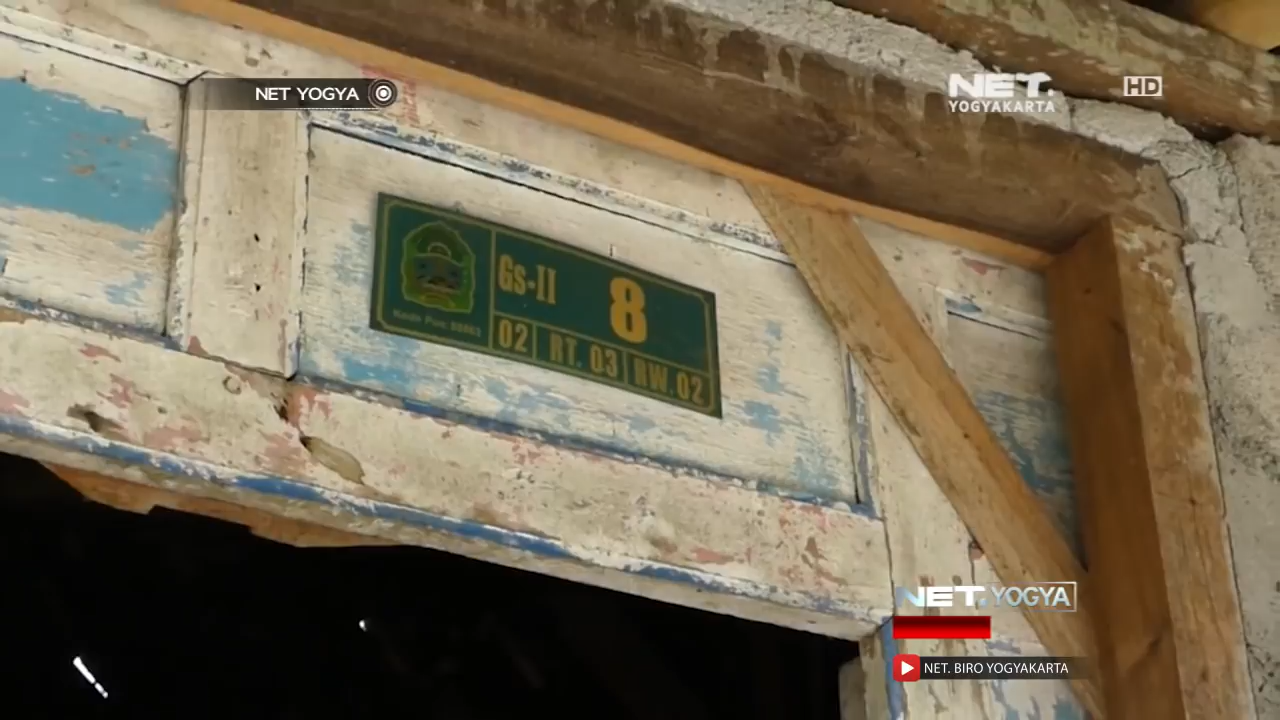 NET YOGYA
NET.
YOGYAKARTA
HD
Gs-II 8
02 RT. 03 RW. 02
NET. YOGYA
NET. BIRO YOGYAKARTA